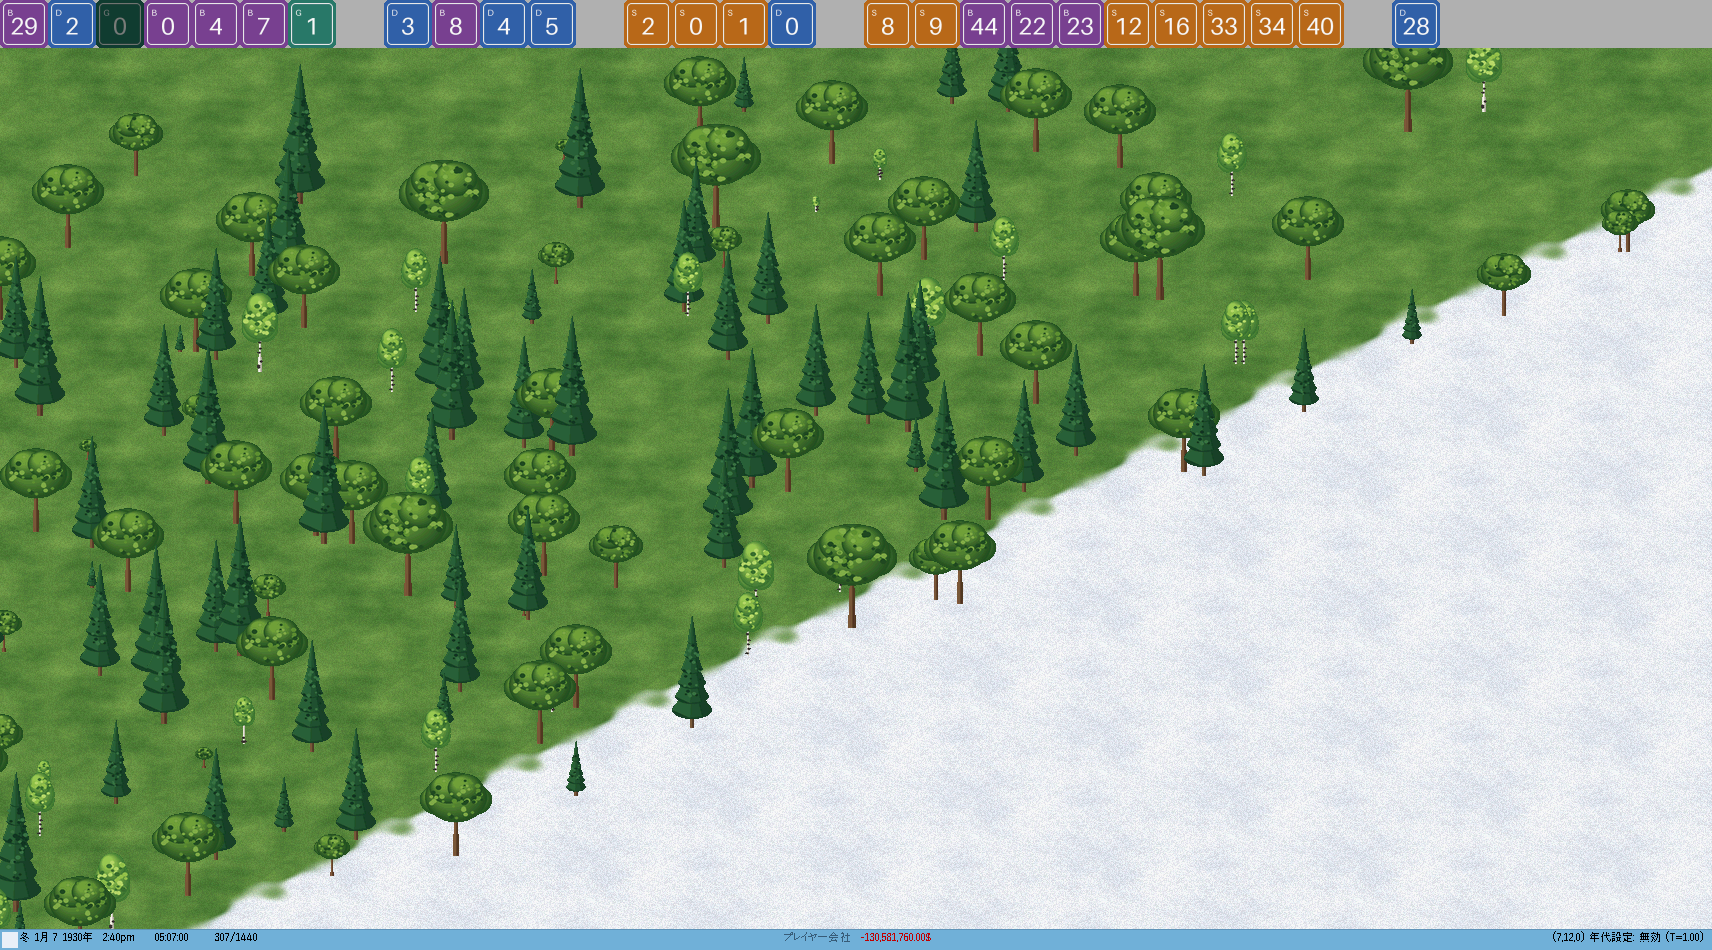 B 29 D 2 G 0 B 0 B 4 B 7 G 1 D 3 B 8 D 4 D 5 S 2 S 0 S 1 D 0 S 8 S 9 B 44 B 22 B 23 S 12 S 16 S 33 S 34 S 40 D 28
冬 1月 7 1930年 2:40pm 05:07:00 307/1440 プレイヤー会社 -130,581,760.00$ (7,12,0) 年代設定: 無効 (T=1.00)